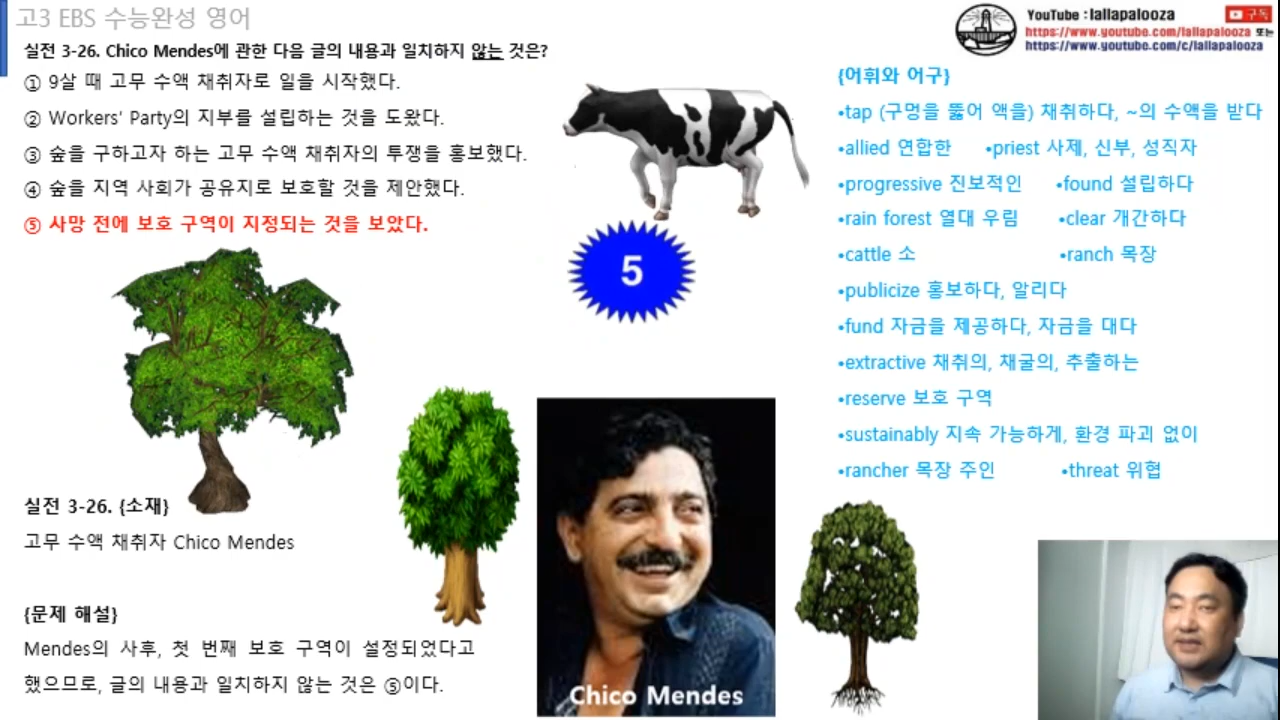 고3 EBS 수능완성 영어
실전 3-26. Chico Mendes에 관한 다음 글의 내용과 일치하지 않는 것은?
① 9살 때 고무 수액 채취자로 일을 시작했다.
② Workers' Party의 지부를 설립하는 것을 도왔다.
③ 숲을 구하고자 하는 고무 수액 채취자의 투쟁을 홍보했다.
④ 숲을 지역 사회가 공유지로 보호할 것을 제안했다.
⑤ 사망 전에 보호 구역이 지정되는 것을 보았다.
5
실전 3-26. {소재}
고무 수액 채취자 Chico Mendes
{문제 해설}
Mendes의 사후, 첫 번째 보호 구역이 설정되었다고
했으므로, 글의 내용과 일치하지 않는 것은 ⑤이다.
Chico Mendes
YouTube : lallapalooza
구독
https://www.youtube.com/lallapalooza 또는
https://www.youtube.com/c/lallapalooza
{어휘와 어구}
•tap (구멍을 뚫어 액을) 채취하다, ~의 수액을 받다
•allied 연합한 •priest 사제, 신부, 성직자
•progressive 진보적인 •found 설립하다
•rain forest 열대 우림 •clear 개간하다
•cattle 소 •ranch 목장
•publicize 홍보하다, 알리다
•fund 자금을 제공하다, 자금을 대다
•extractive 채취의, 채굴의, 추출하는
•reserve 보호 구역
•sustainably 지속 가능하게, 환경 파괴 없이
•rancher 목장 주인 •threat 위협